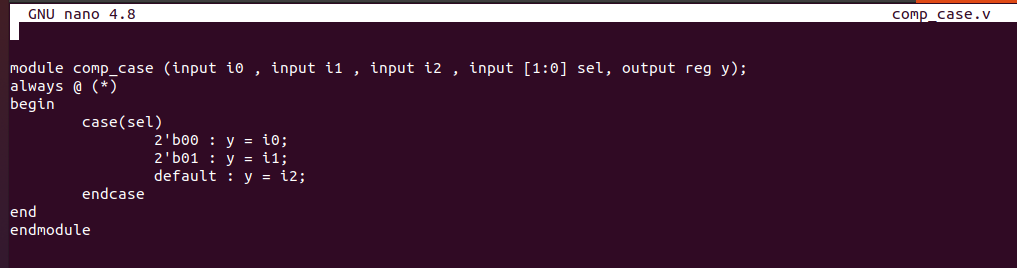 GNU nano 4.8 comp_case.v
module comp_case (input i0 , input i1 , input i2 , input [1:0] sel, output reg y);
always @ (*)
begin
case(sel)
2'b00 : y = i0;
2'b01 : y = i1;
default : y = i2;
endcase
end
endmodule